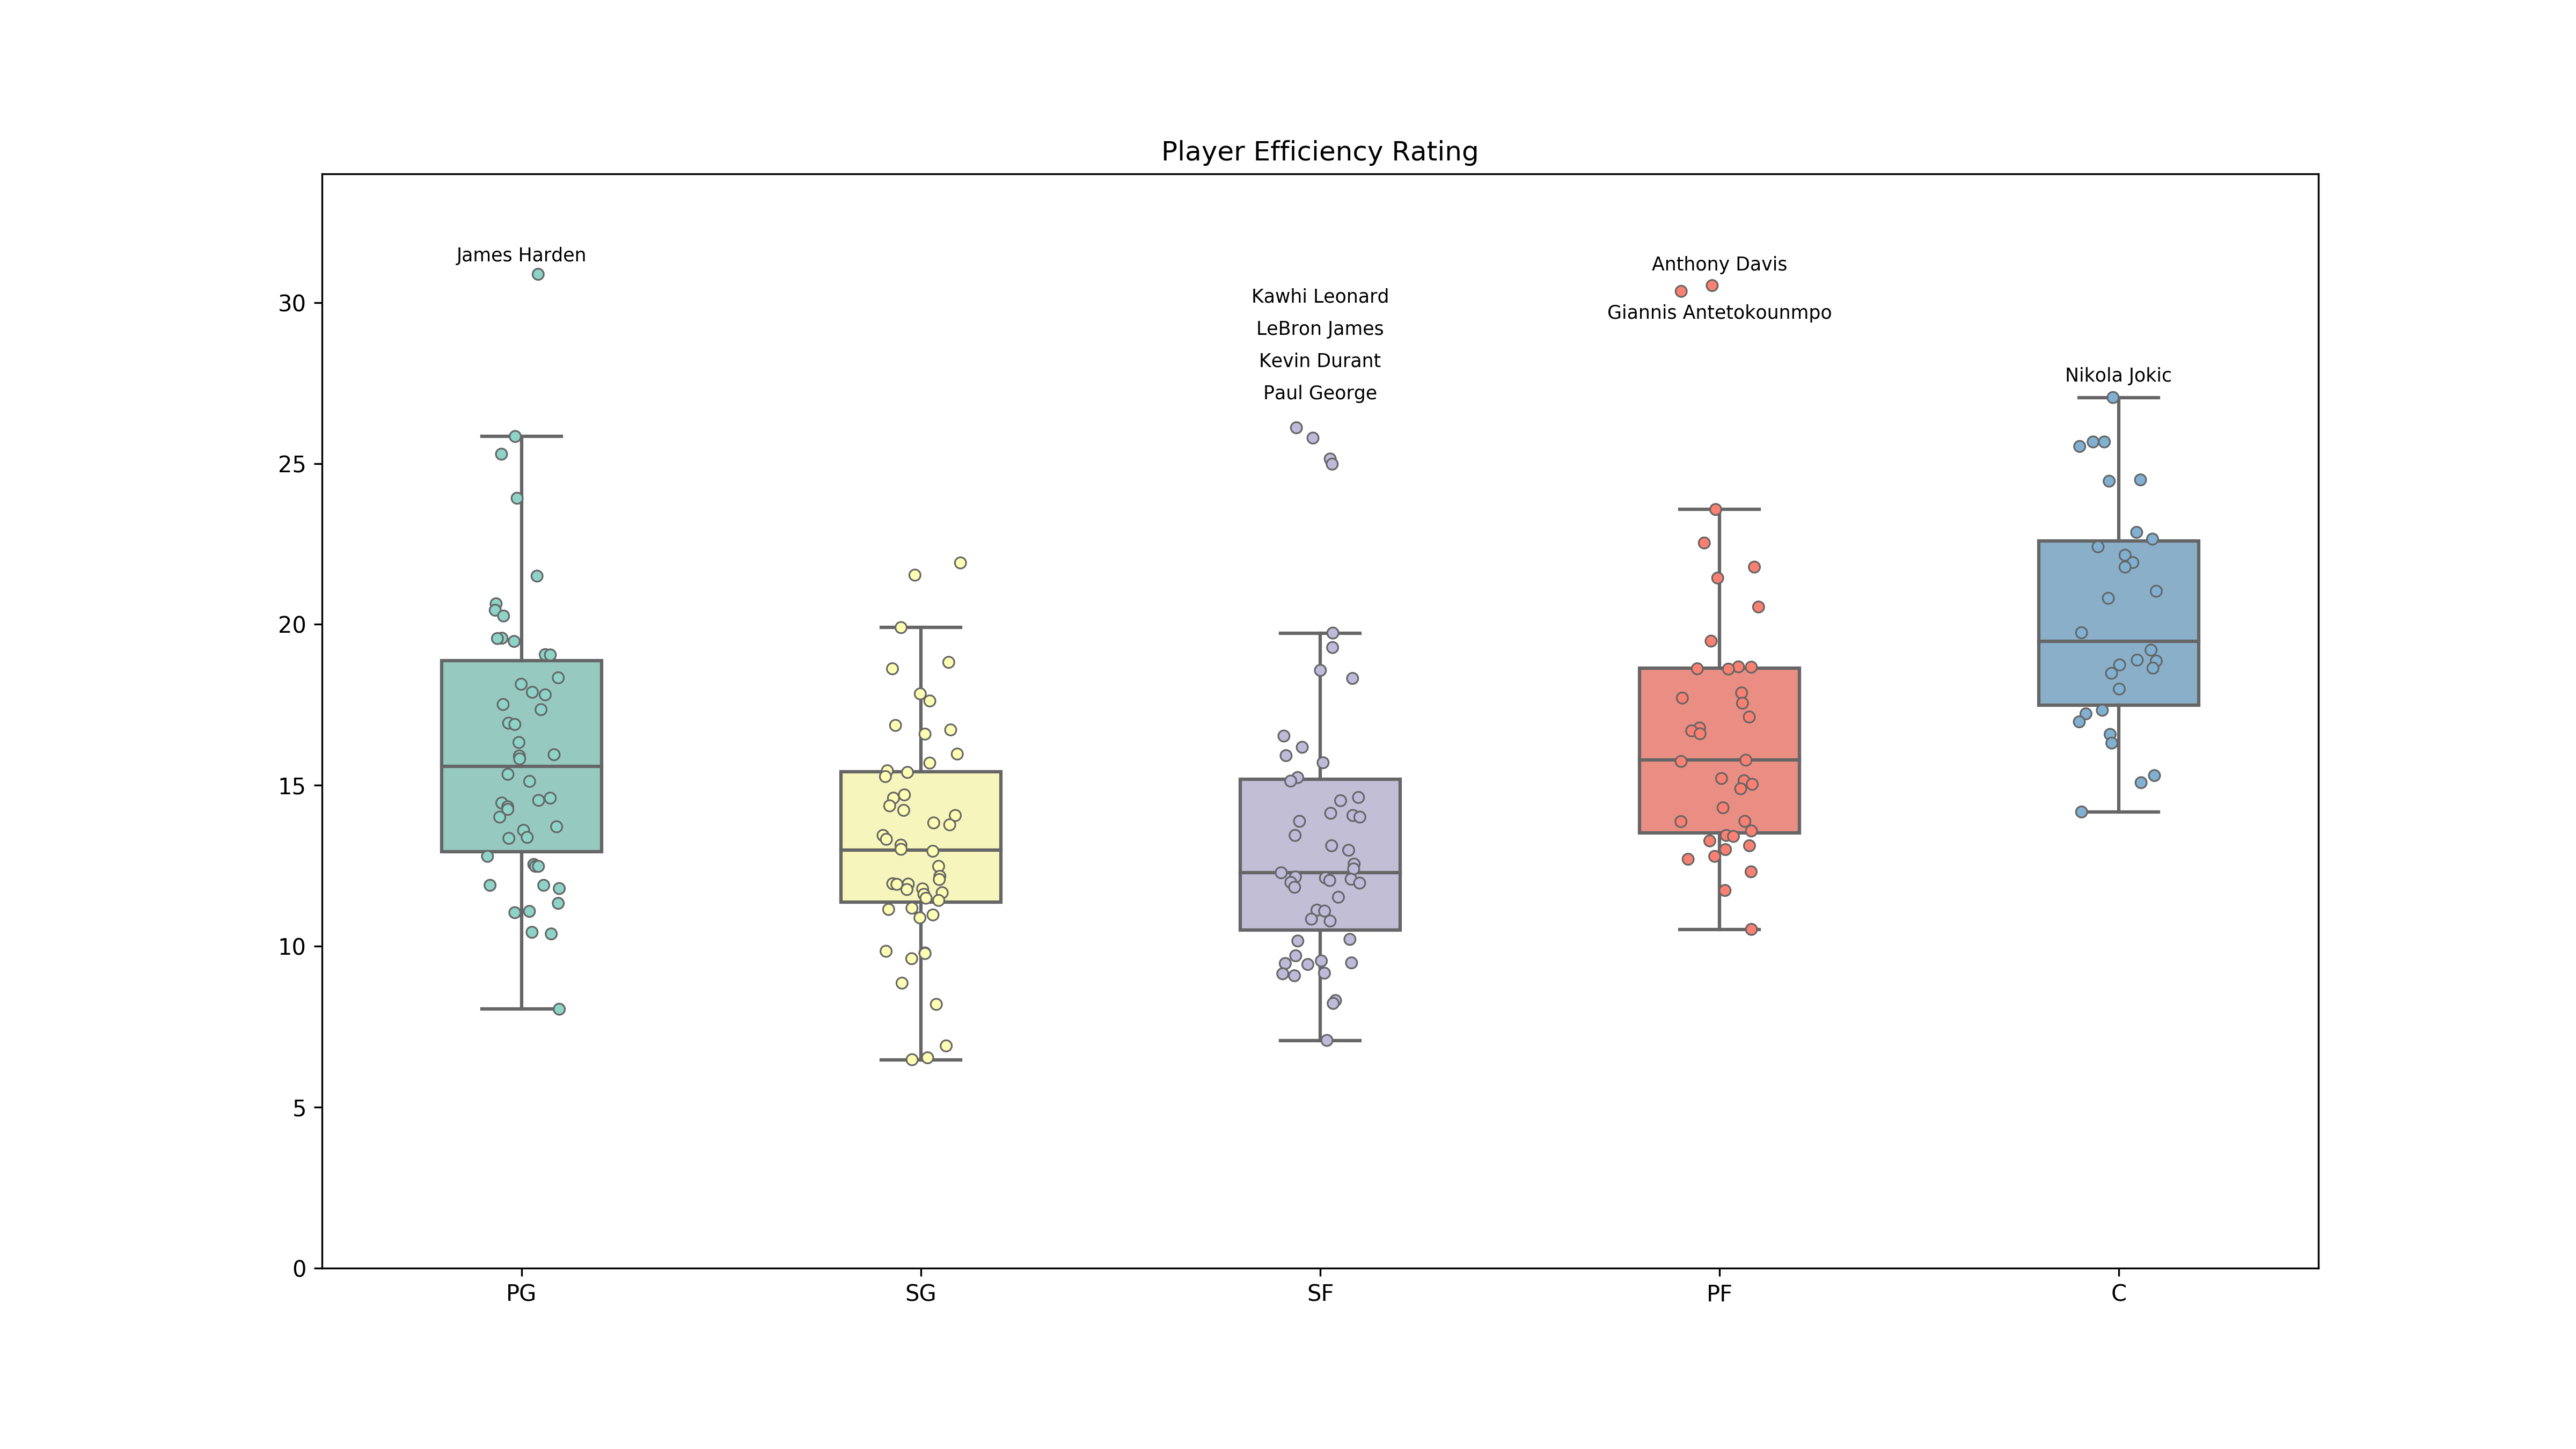 Player Efficiency Rating
James Harden
Anthony Davis
Giannis Antetokounmpo
Kawhi Leonard
LeBron James
Kevin Durant
Paul George
Nikola Jokic
30
25
20
15
10
5
0
PG
SG
SF
PF
C